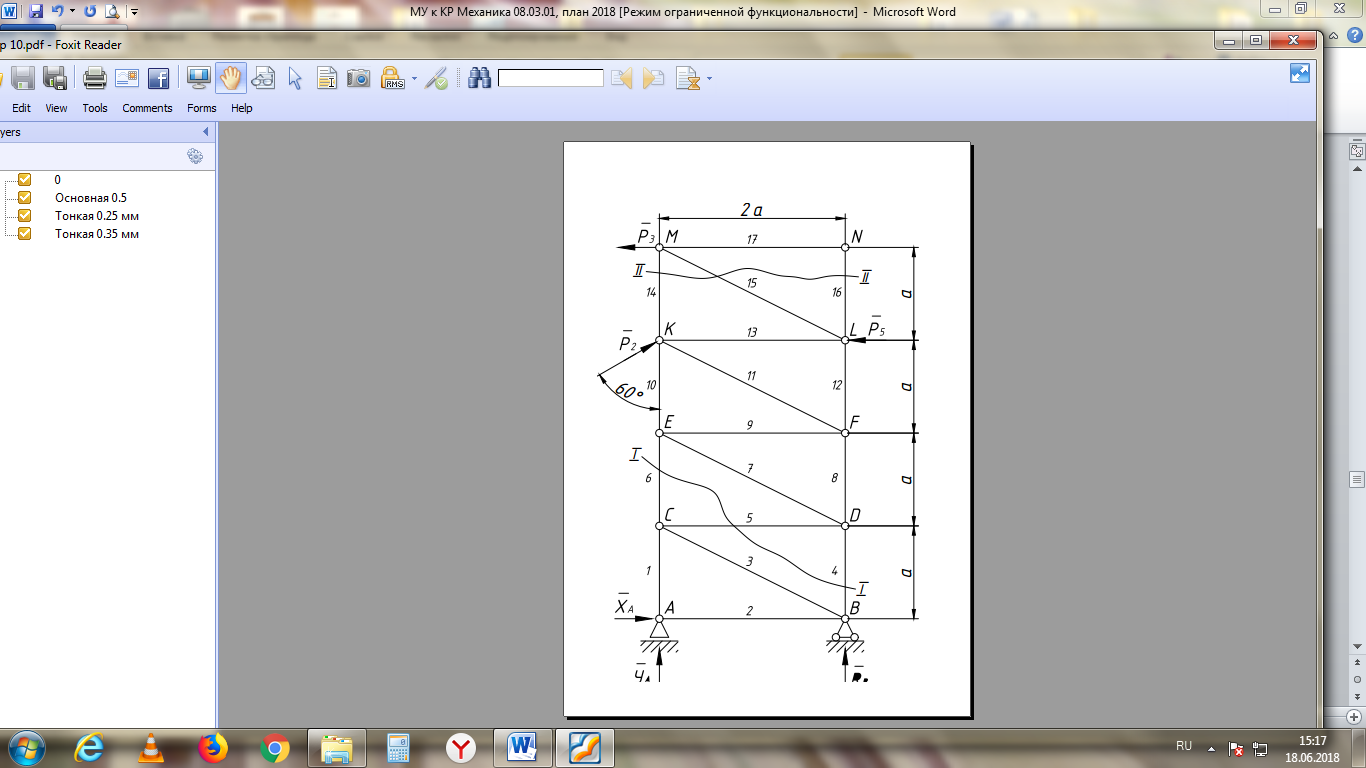 МУ к КР Механика 08.03.01, план 2018 [Режим ограниченной функциональности] - Microsoft Word
р 10.pdf - Foxit Reader
RMS
Edit View Tools Comments Forms Help
yers
0
Основная 0.5
Тонкая 0.25 мм
Тонкая 0.35 мм
2 a
P3 M 17 N
II II
14 15 16 a
K 13 L P5
P2
60° 10 11 12 a
E 9 F
I
6 7 8 a
C 5 D
1 3 4 a
I
XA A 2 B
RU 15:17
18.06.2018